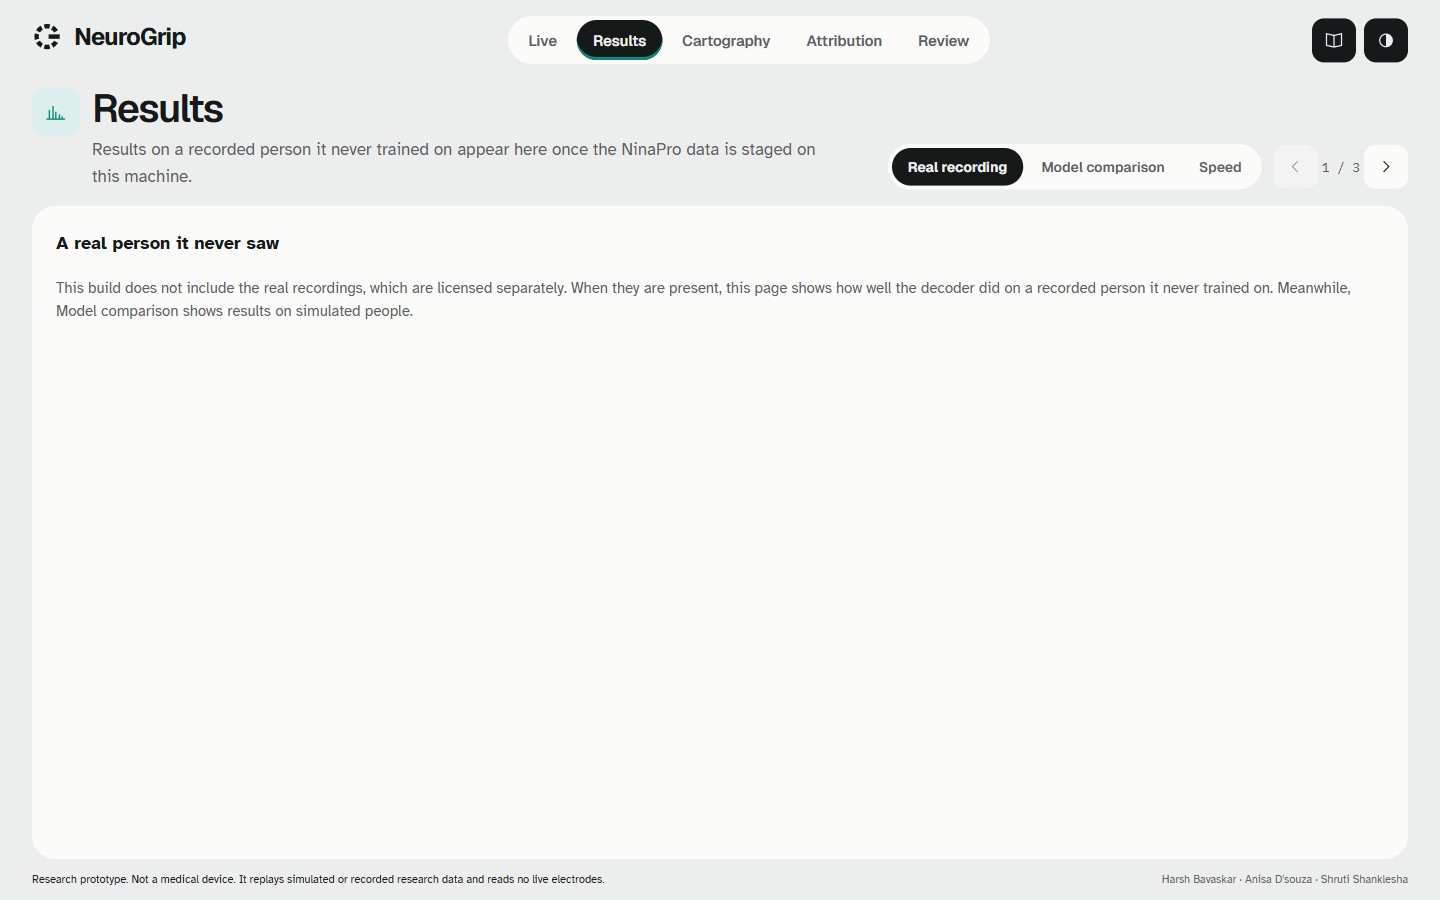 NeuroGrip
Live
Results
Cartography
Attribution
Review
Results
Results on a recorded person it never trained on appear here once the NinaPro data is staged on
this machine.
Real recording
Model comparison
Speed
1 / 3
A real person it never saw
This build does not include the real recordings, which are licensed separately. When they are present, this page shows how well the decoder did on a recorded person it never trained on. Meanwhile,
Model comparison shows results on simulated people.
Research prototype. Not a medical device. It replays simulated or recorded research data and reads no live electrodes.
Harsh Bavaskar · Anisa D'souza · Shruti Shanklesha